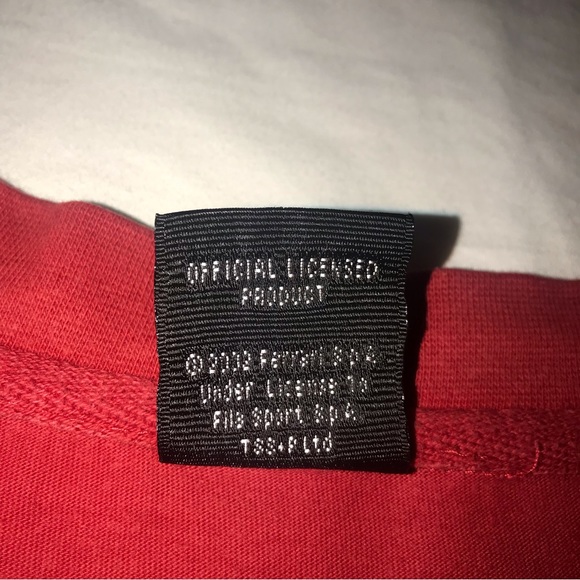 OFFICIAL LICENSED
PRODUCT
© 2002 Ferrari S.p.A.
Under License to
Fila Sport S.p.A.
TSS+P Ltd